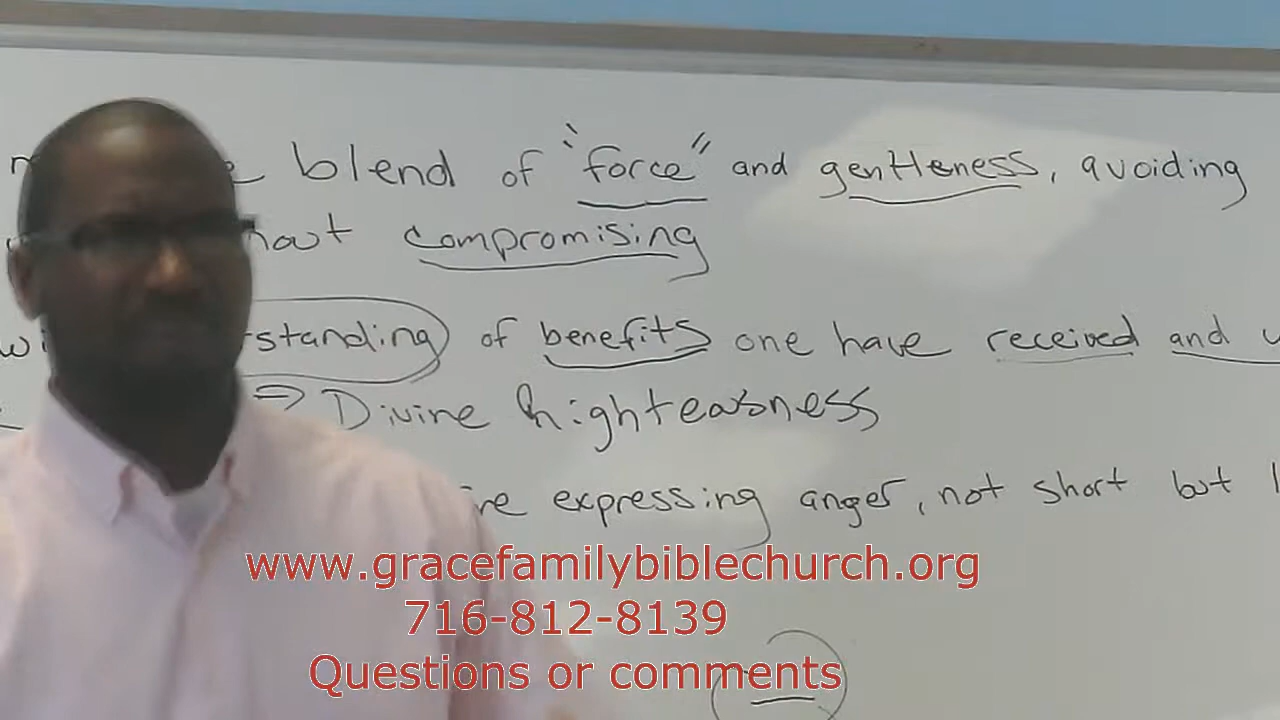 blend of "force" and gentleness, avoiding
compromising
standing of benefits one have received and
⇒ Divine Righteasness
expressing anger, not short but
www.gracefamilybiblechurch.org
716-812-8139
Questions or comments